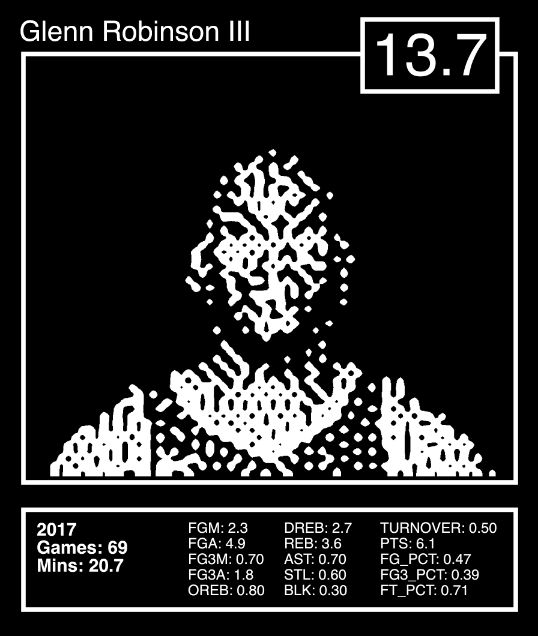 Glenn Robinson III
13.7
2017
Games: 69
Mins: 20.7
FGM: 2.3
FGA: 4.9
FG3M: 0.70
FG3A: 1.8
OREB: 0.80
DREB: 2.7
REB: 3.6
AST: 0.70
STL: 0.60
BLK: 0.30
TURNOVER: 0.50
PTS: 6.1
FG_PCT: 0.47
FG3_PCT: 0.39
FT_PCT: 0.71